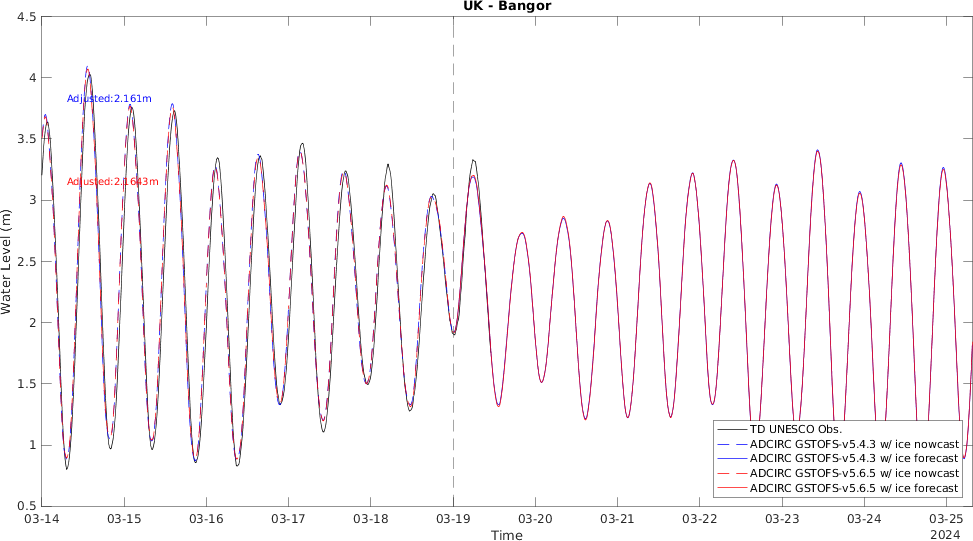 UK - Bangor
4.5
4
3.5
3
2.5
2
1.5
1
0.5
Water Level (m)
Adjusted:2.161m
Adjusted:2.1643m
TD UNESCO Obs.
ADCIRC GSTOFS-v5.4.3 w/ ice nowcast
ADCIRC GSTOFS-v5.4.3 w/ ice forecast
ADCIRC GSTOFS-v5.6.5 w/ ice nowcast
ADCIRC GSTOFS-v5.6.5 w/ ice forecast
03-14 03-15 03-16 03-17 03-18 03-19 03-20 03-21 03-22 03-23 03-24 03-25
Time
2024